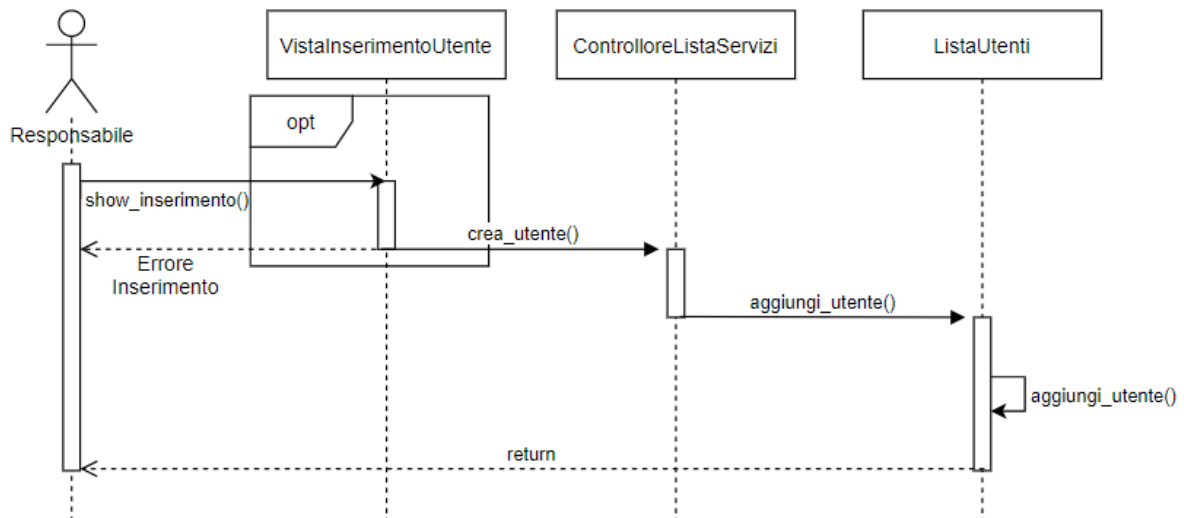 VistaInserimentoUtente
ControlloreListaServizi
ListaUtenti
Responsabile
opt
show_inserimento()
crea_utente()
Errore
Inserimento
aggiungi_utente()
aggiungi_utente()
return